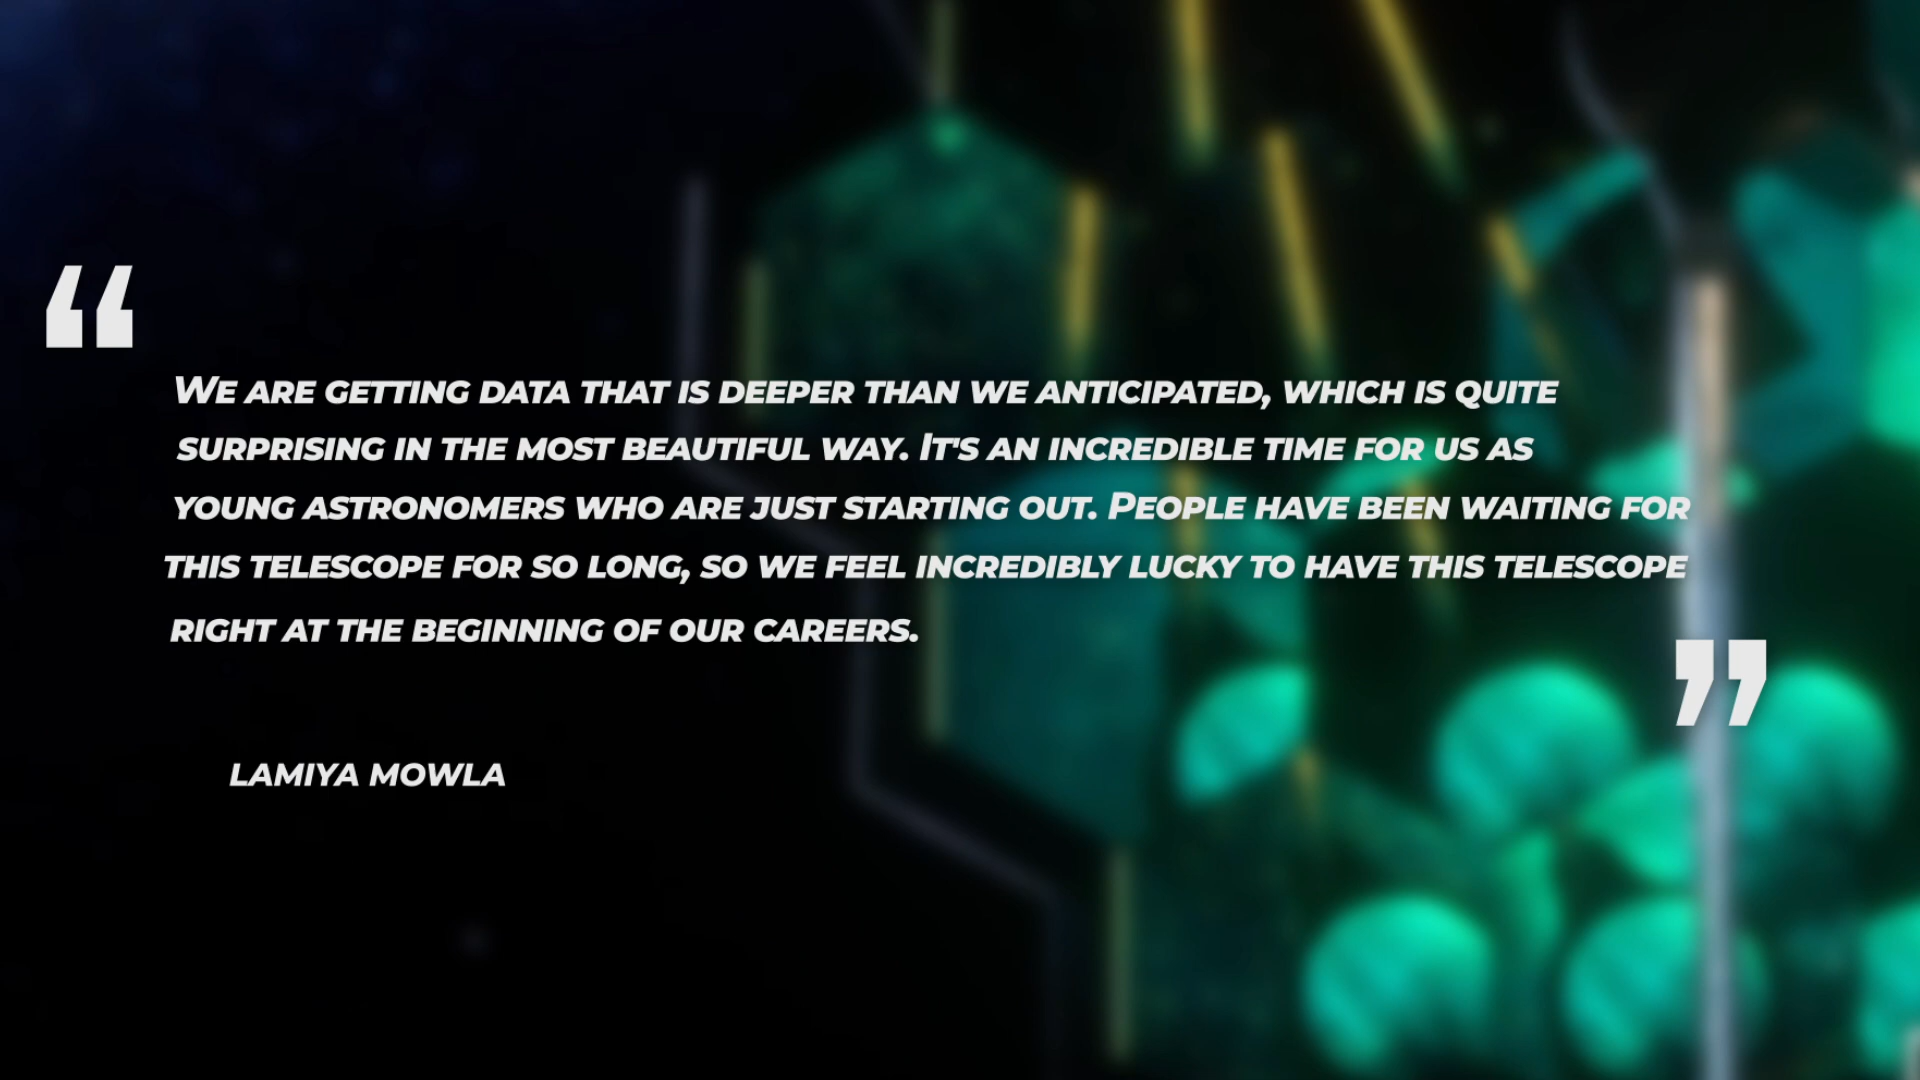 “
We are getting data that is deeper than we anticipated, which is quite
surprising in the most beautiful way. It's an incredible time for us as
young astronomers who are just starting out. People have been waiting for
this telescope for so long, so we feel incredibly lucky to have this telescope
right at the beginning of our careers.
”
Lamiya Mowla